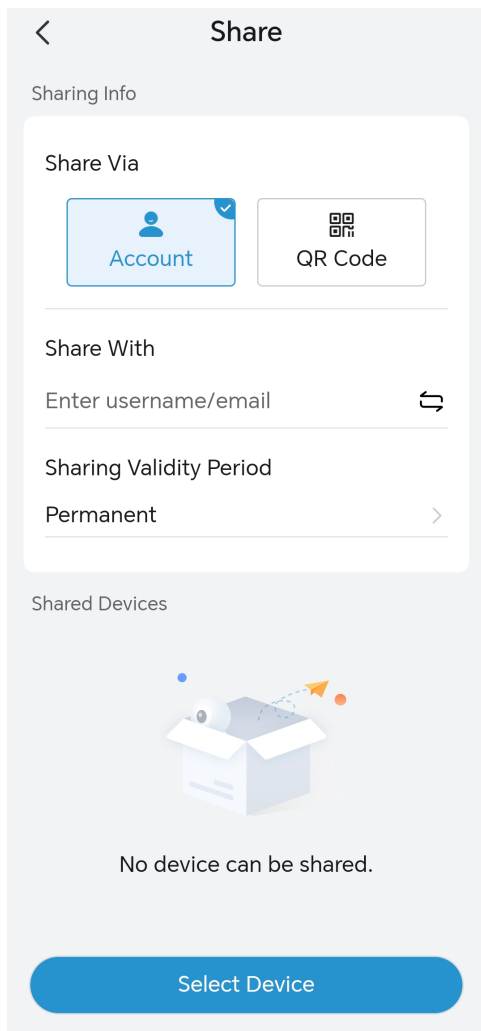 Share
Sharing Info
Share Via
Account
QR Code
Share With
Enter username/email
Sharing Validity Period
Permanent
Shared Devices
No device can be shared.
Select Device